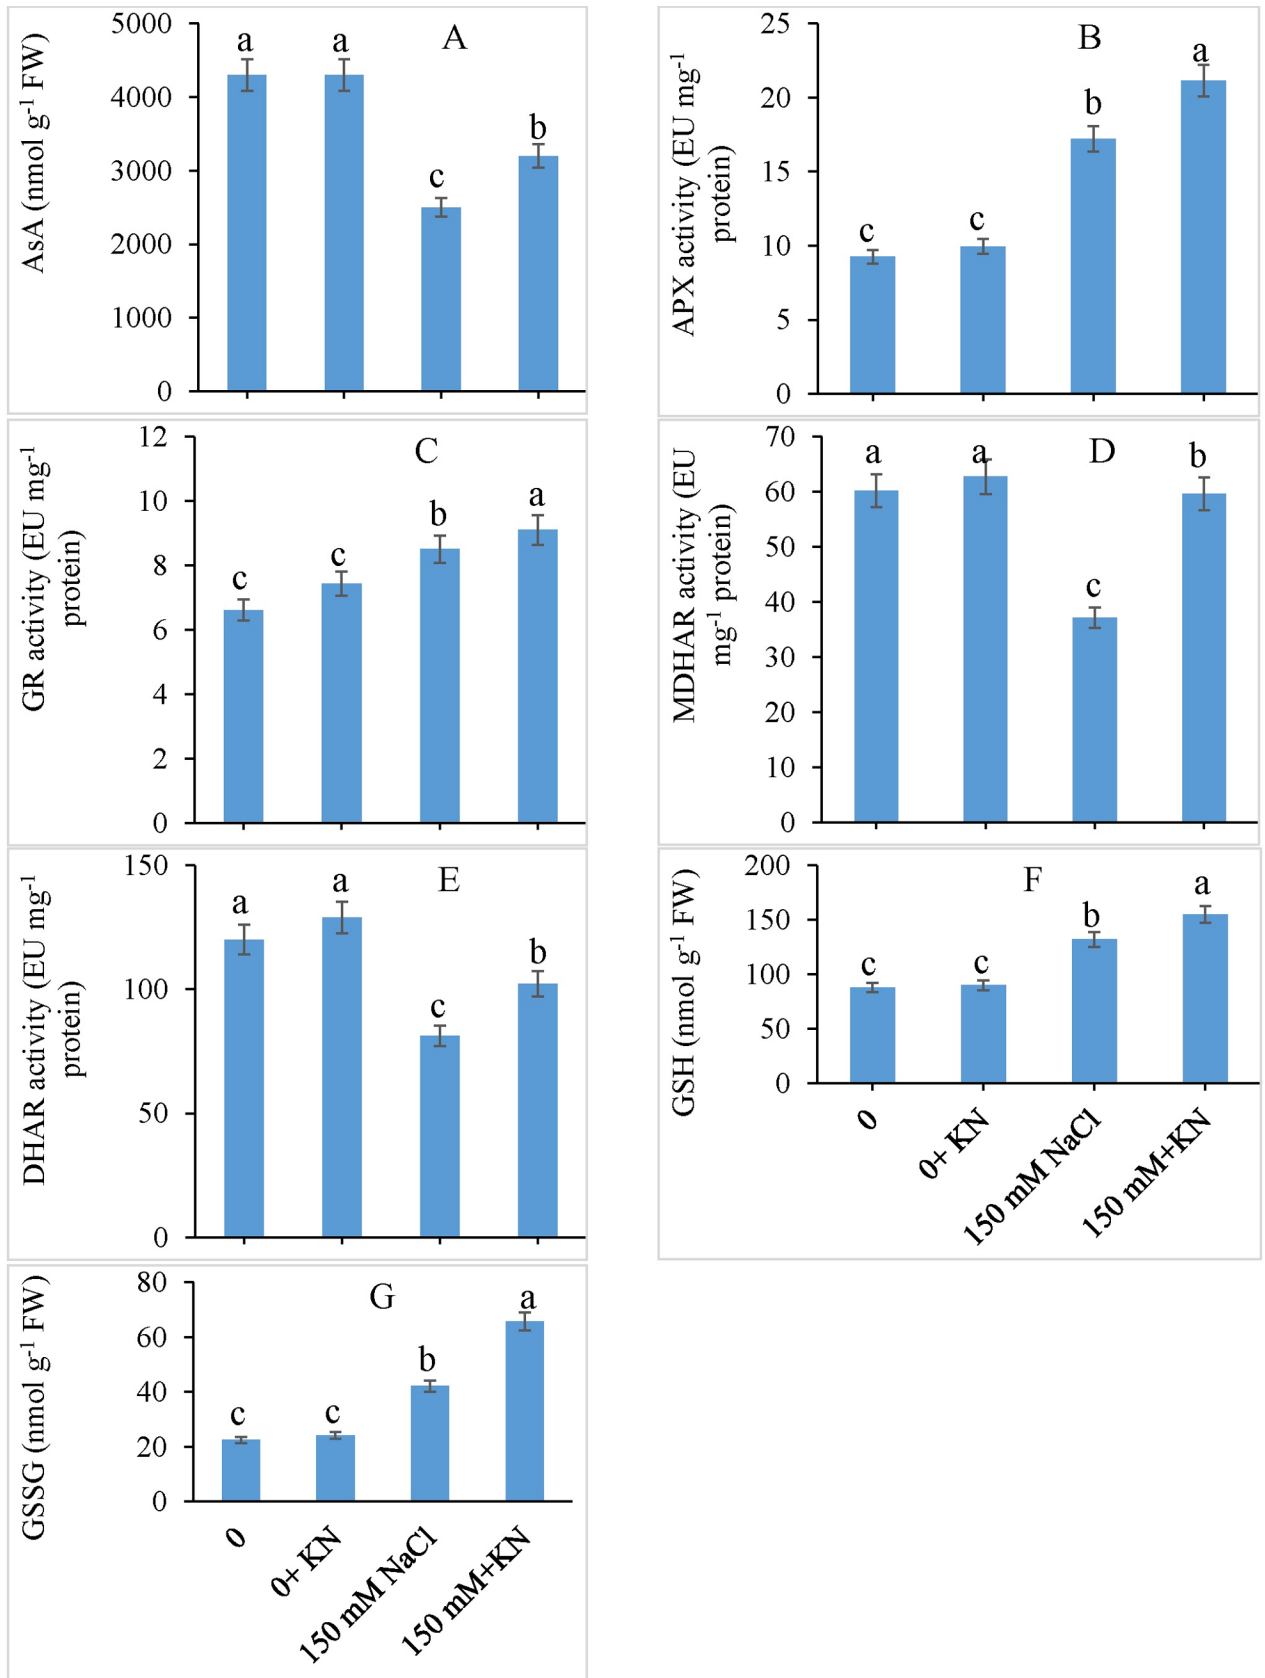 A
AsA (nmol g-1 FW)
5000
4000
3000
2000
1000
0
a
a
c
b
B
APX activity (EU mg-1
protein)
25
20
15
10
5
0
c
c
b
a
C
GR activity (EU mg-1
protein)
12
10
8
6
4
2
0
c
c
b
a
D
MDHAR activity (EU
mg-1 protein)
70
60
50
40
30
20
10
0
a
a
c
b
E
DHAR activity (EU mg-1
protein)
150
100
50
0
a
a
c
b
F
GSH (nmol g-1 FW)
200
150
100
50
0
c
c
b
a
0
0+ KN
150 mM NaCl
150 mM+KN
G
GSSG (nmol g-1 FW)
80
60
40
20
0
c
c
b
a
0
0+ KN
150 mM NaCl
150 mM+KN